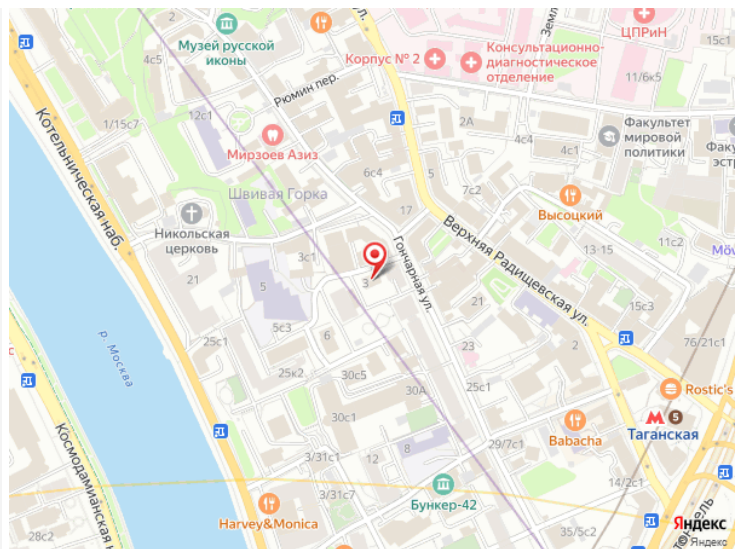 Музей русской
иконы
4с5
Рюмин пер.
Корпус № 2
Консультационно-
диагностическое
отделение
ЦПРиН
15с1
11/6к5
1/15с7
12с1
Мирзоев Азиз
2А
4с4
4с1
Факультет
мировой
политики
Котельническая наб.
Швивая Горка
6с4
5
7с2
Высоцкий
17
Никольская
церковь
Верхняя Радищевская ул.
11с2
13-15
Гончарная ул.
3с1
21
5
3
21
15с3
р. Москва
5с3
6
23
2
76/21с1
25с1
25к2
30с5
25с1
Rostic's
30А
30с1
Таганская
5
Babacha
29/7с1
8
12
3/31с1
14/2с1
Космодамианская н
3/31с7
Бункер-42
Harvey&Monica
28с2
35/5с2
Яндекс
© Яндекс